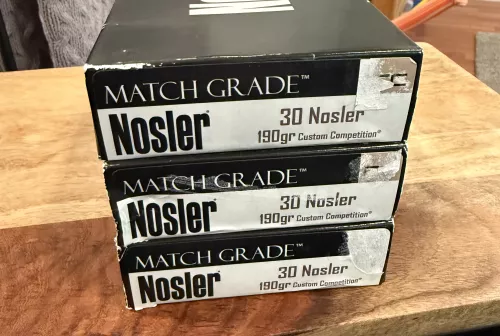 MATCH GRADE™
Nosler®
30 Nosler
190gr Custom Competition®
MATCH GRADE™
Nosler®
30 Nosler
190gr Custom Competition®
MATCH GRADE™
Nosler®
30 Nosler
190gr Custom Competition®